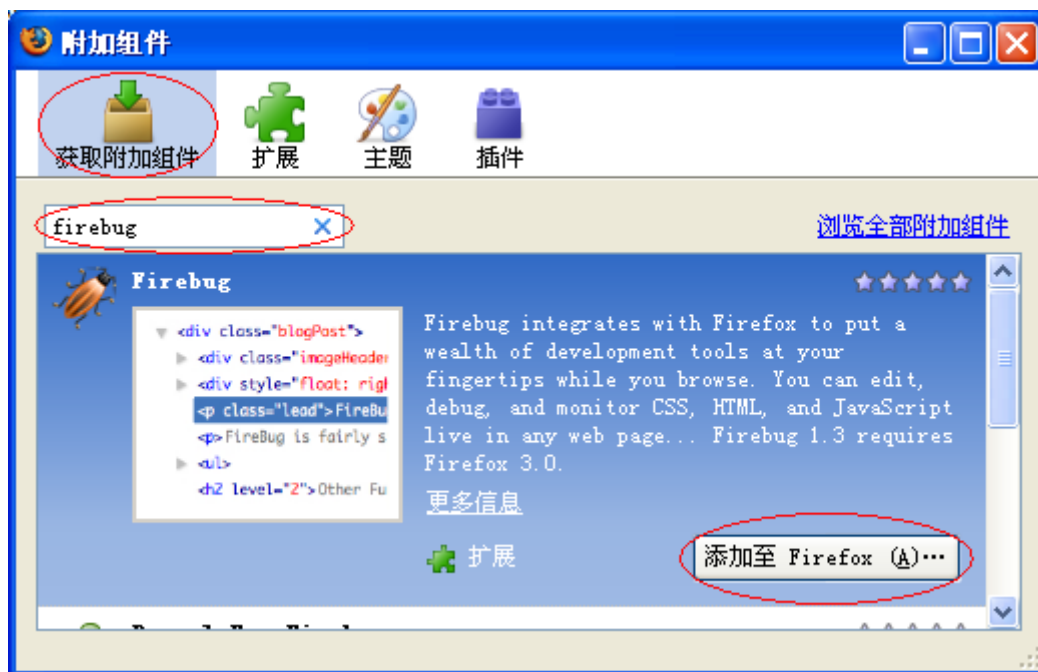 附加组件
获取附加组件 扩展 主题 插件
firebug
浏览全部附加组件
Firebug
<div class="blogPost">
<div class="imageHeader
<div style="float: righ
<p class="lead">FireBu
<p>FireBug is fairly s
<ul>
<h2 level="2">Other Fu
Firebug integrates with Firefox to put a
wealth of development tools at your
fingertips while you browse. You can edit,
debug, and monitor CSS, HTML, and JavaScript
live in any web page... Firebug 1.3 requires
Firefox 3.0.
更多信息
扩展
添加至 Firefox (A)...